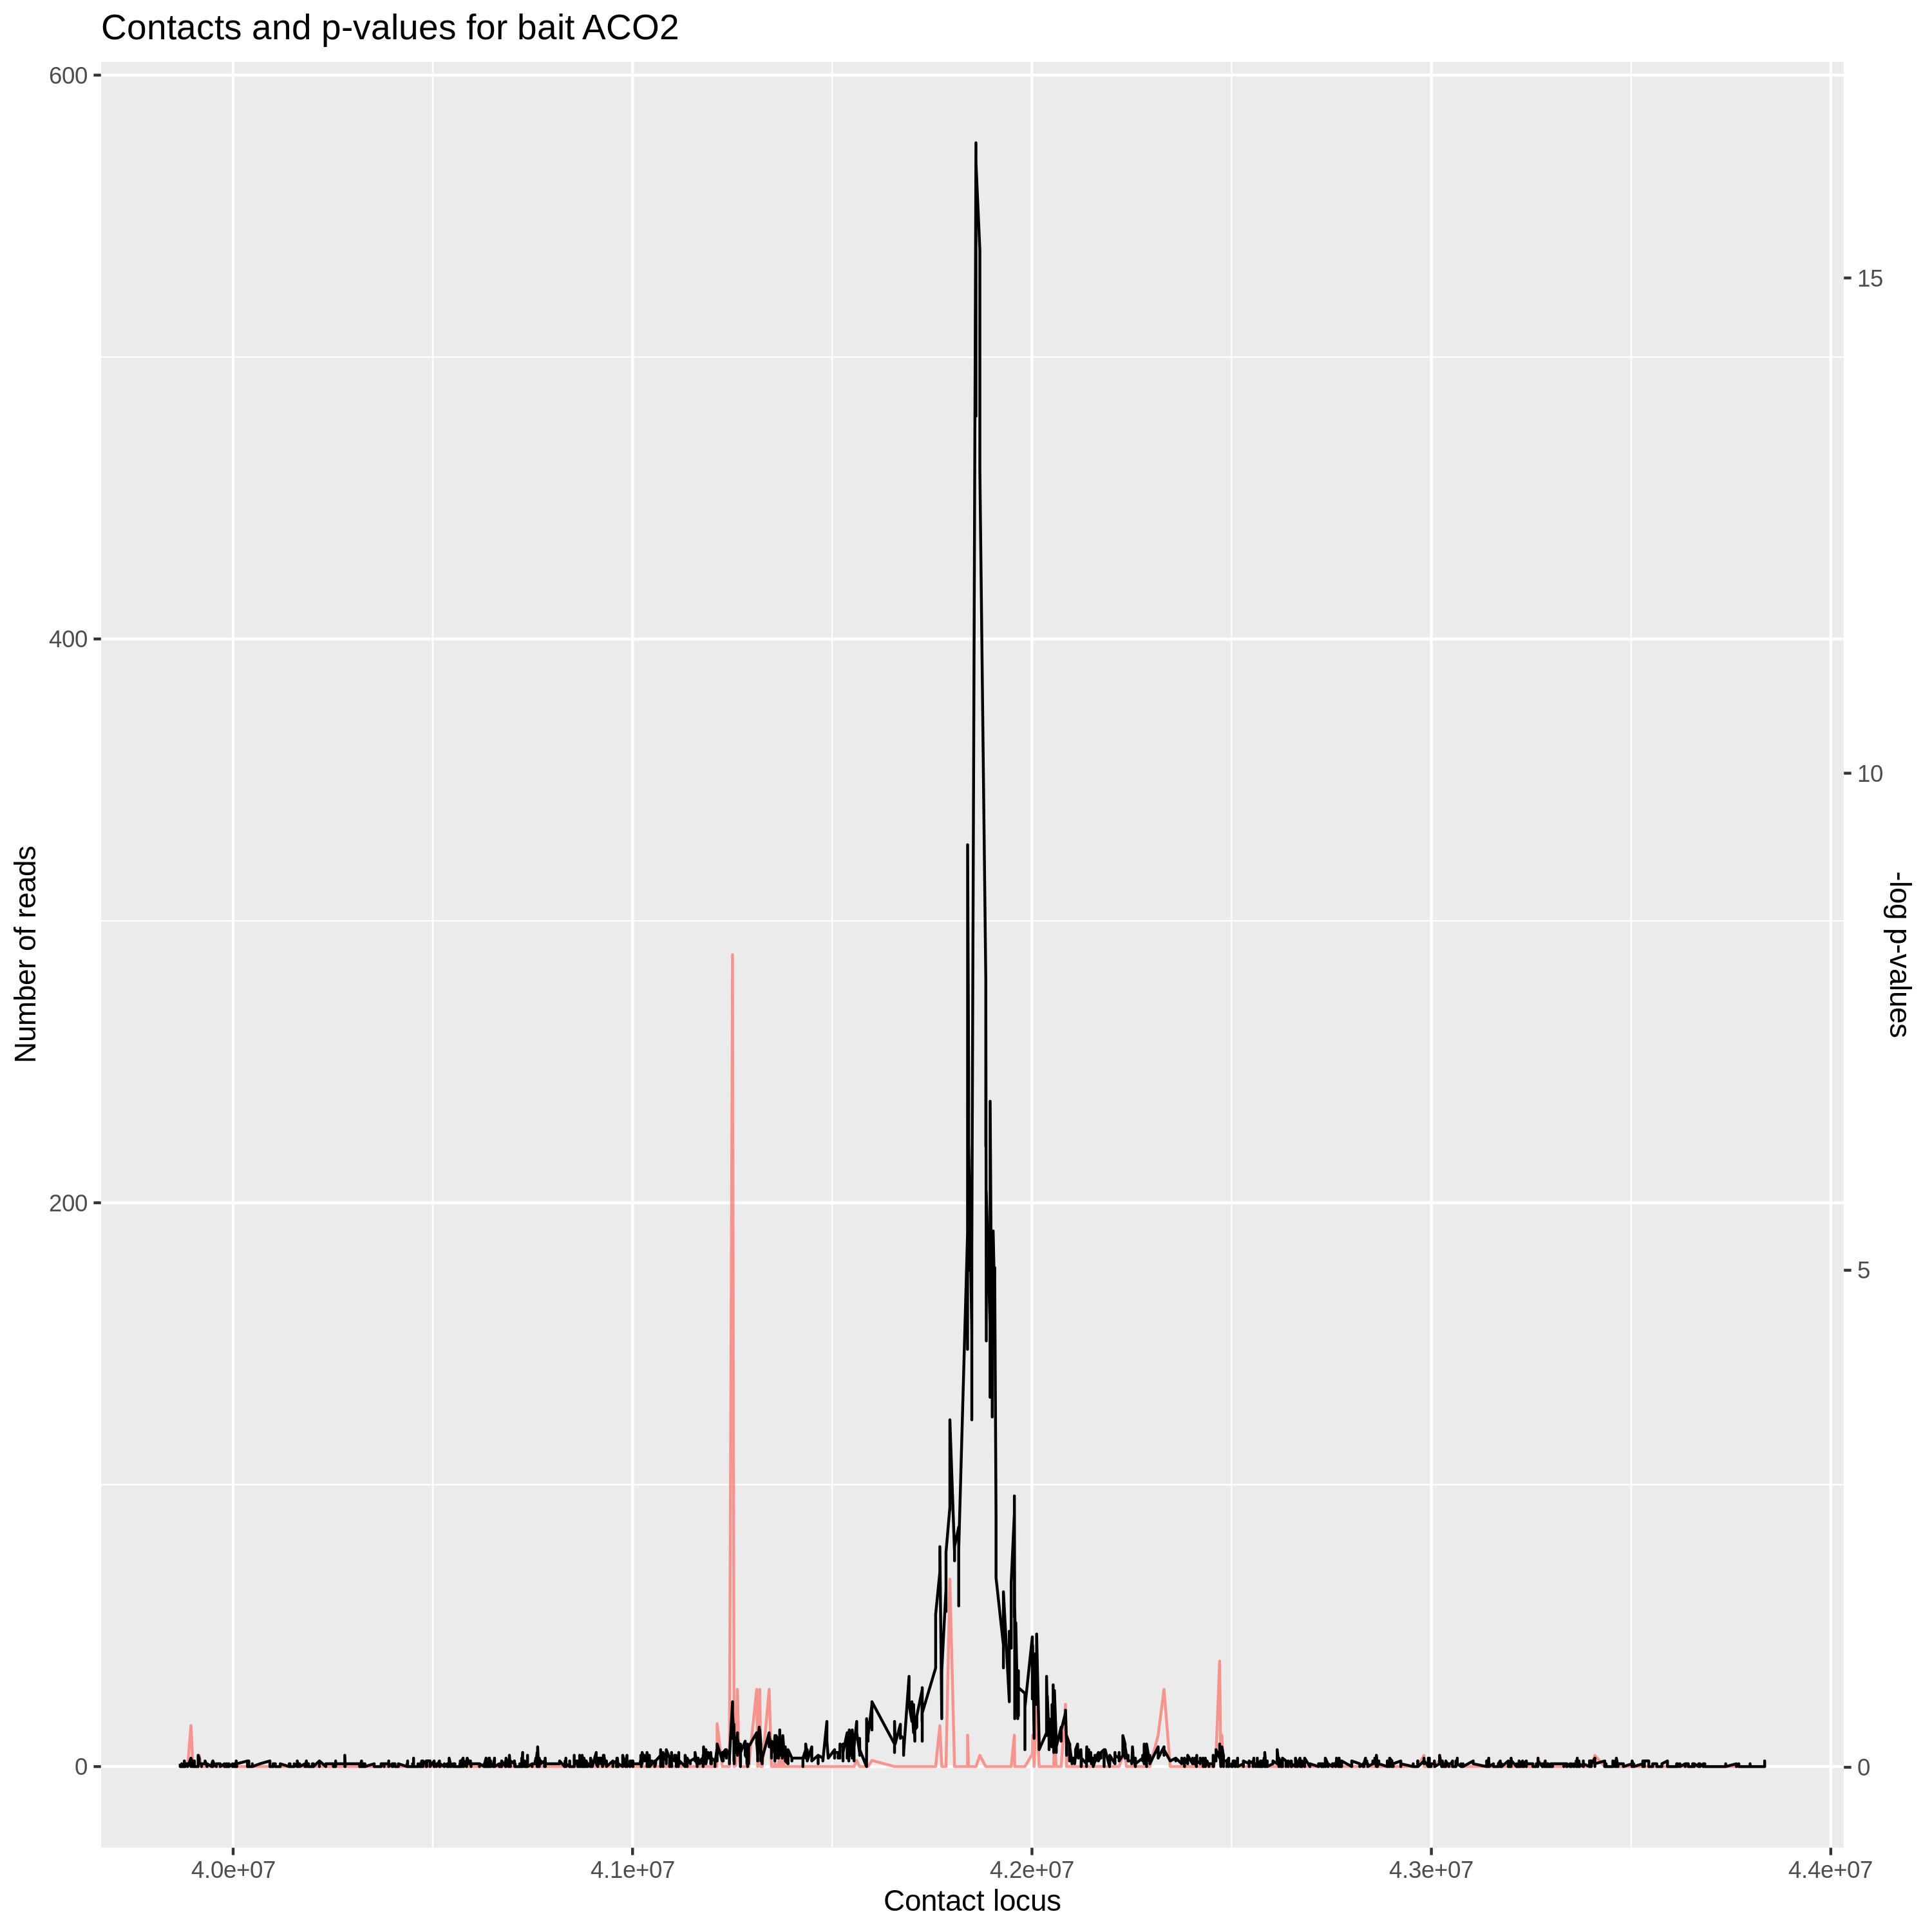 Contacts and p-values for bait ACO2
600
400
200
0
Number of reads
15
10
5
0
-log p-values
4.0e+07
4.1e+07
4.2e+07
4.3e+07
4.4e+07
Contact locus